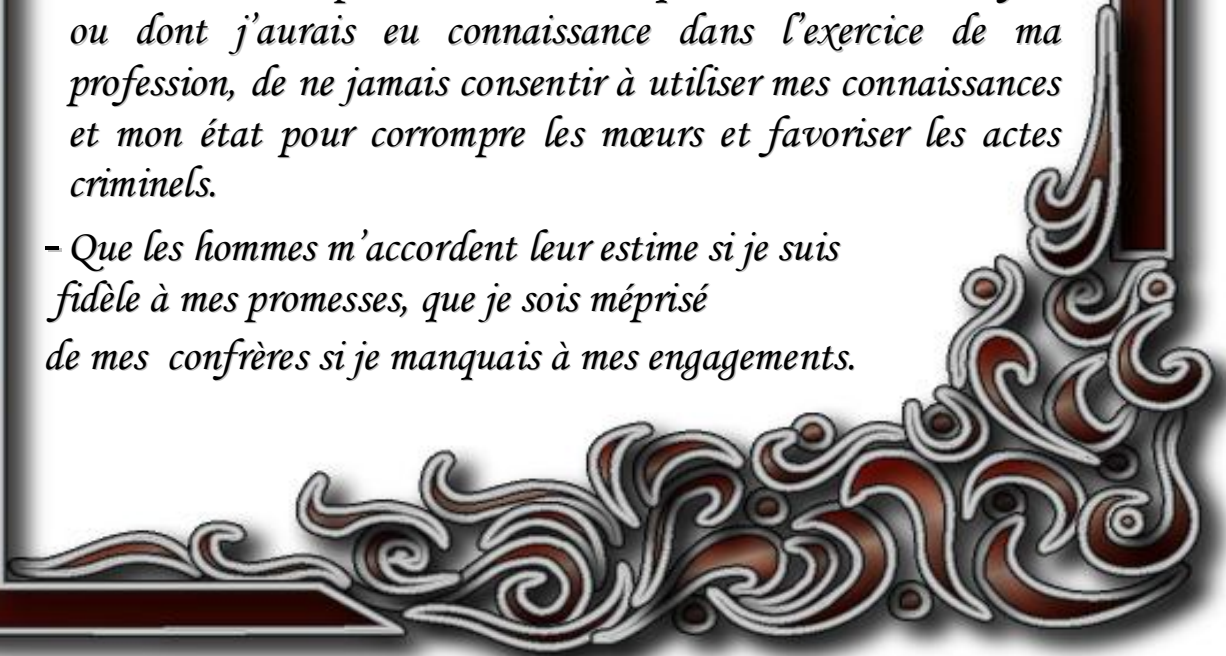 ou dont j’aurais eu connaissance dans l’exercice de ma
profession, de ne jamais consentir à utiliser mes connaissances
et mon état pour corrompre les mœurs et favoriser les actes
criminels.
- Que les hommes m’accordent leur estime si je suis
fidèle à mes promesses, que je sois méprisé
de mes confrères si je manquais à mes engagements.